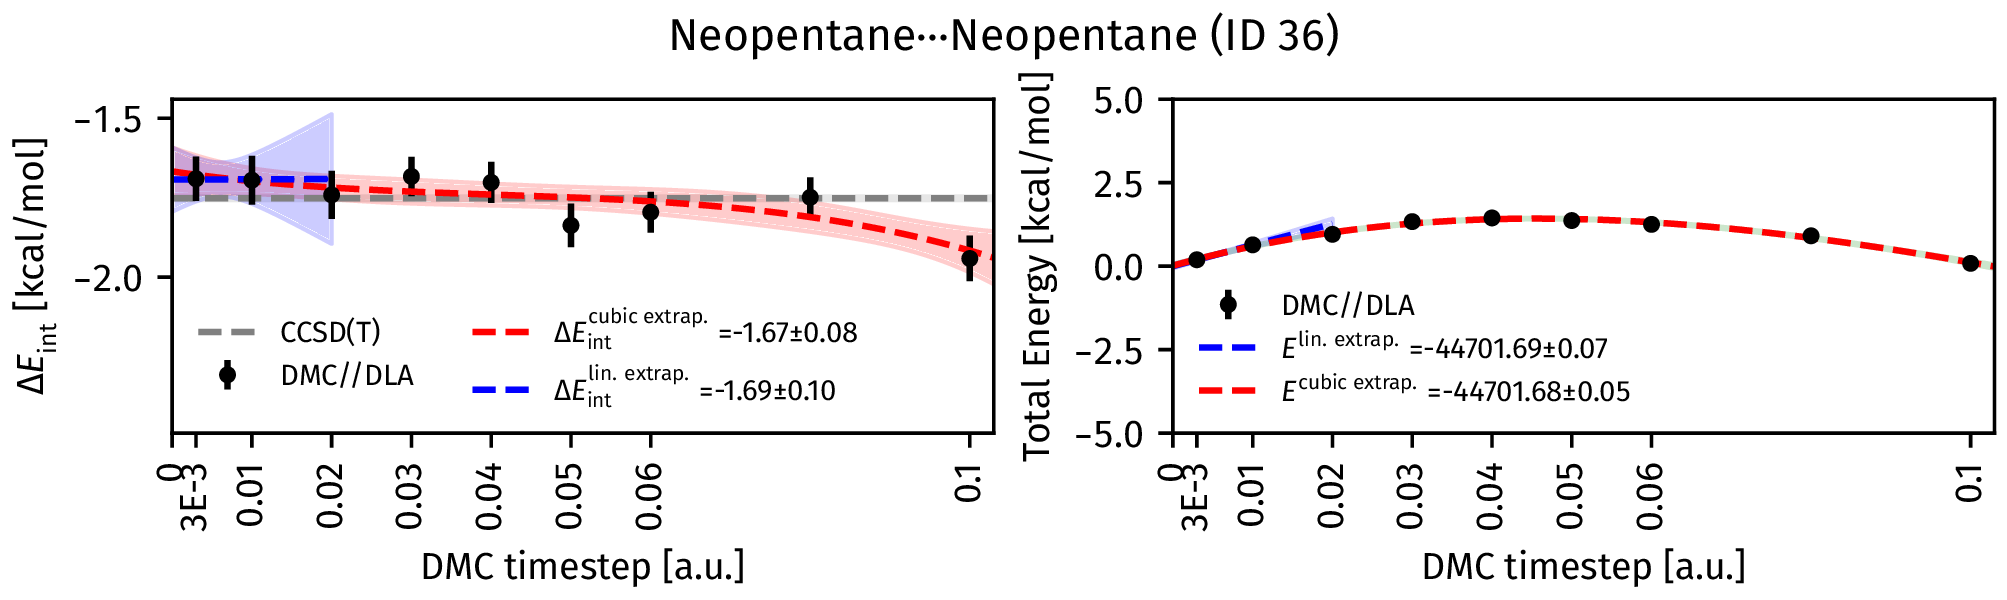 Neopentane···Neopentane (ID 36)
ΔE_int [kcal/mol]
−1.5
−2.0
CCSD(T)
DMC//DLA
ΔE_int^cubic extrap. =-1.67±0.08
ΔE_int^lin. extrap. =-1.69±0.10
0
3E-3
0.01
0.02
0.03
0.04
0.05
0.06
0.1
DMC timestep [a.u.]
Total Energy [kcal/mol]
5.0
2.5
0.0
−2.5
−5.0
DMC//DLA
E^lin. extrap. =-44701.69±0.07
E^cubic extrap. =-44701.68±0.05
0
3E-3
0.01
0.02
0.03
0.04
0.05
0.06
0.1
DMC timestep [a.u.]